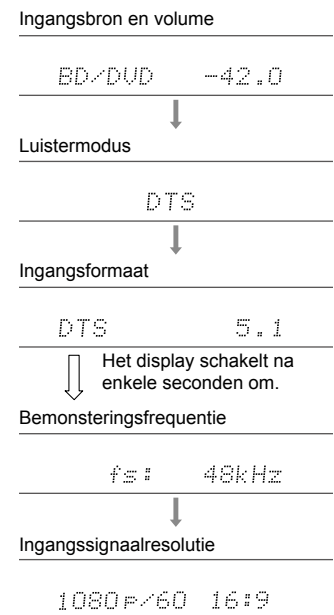 Ingangsbron en volume
BD/DVD -42.0
Luistermodus
DTS
Ingangsformaat
DTS 5.1
Het display schakelt na
enkele seconden om.
Bemonsteringsfrequentie
fs: 48kHz
Ingangssignaalresolutie
1080p/60 16:9